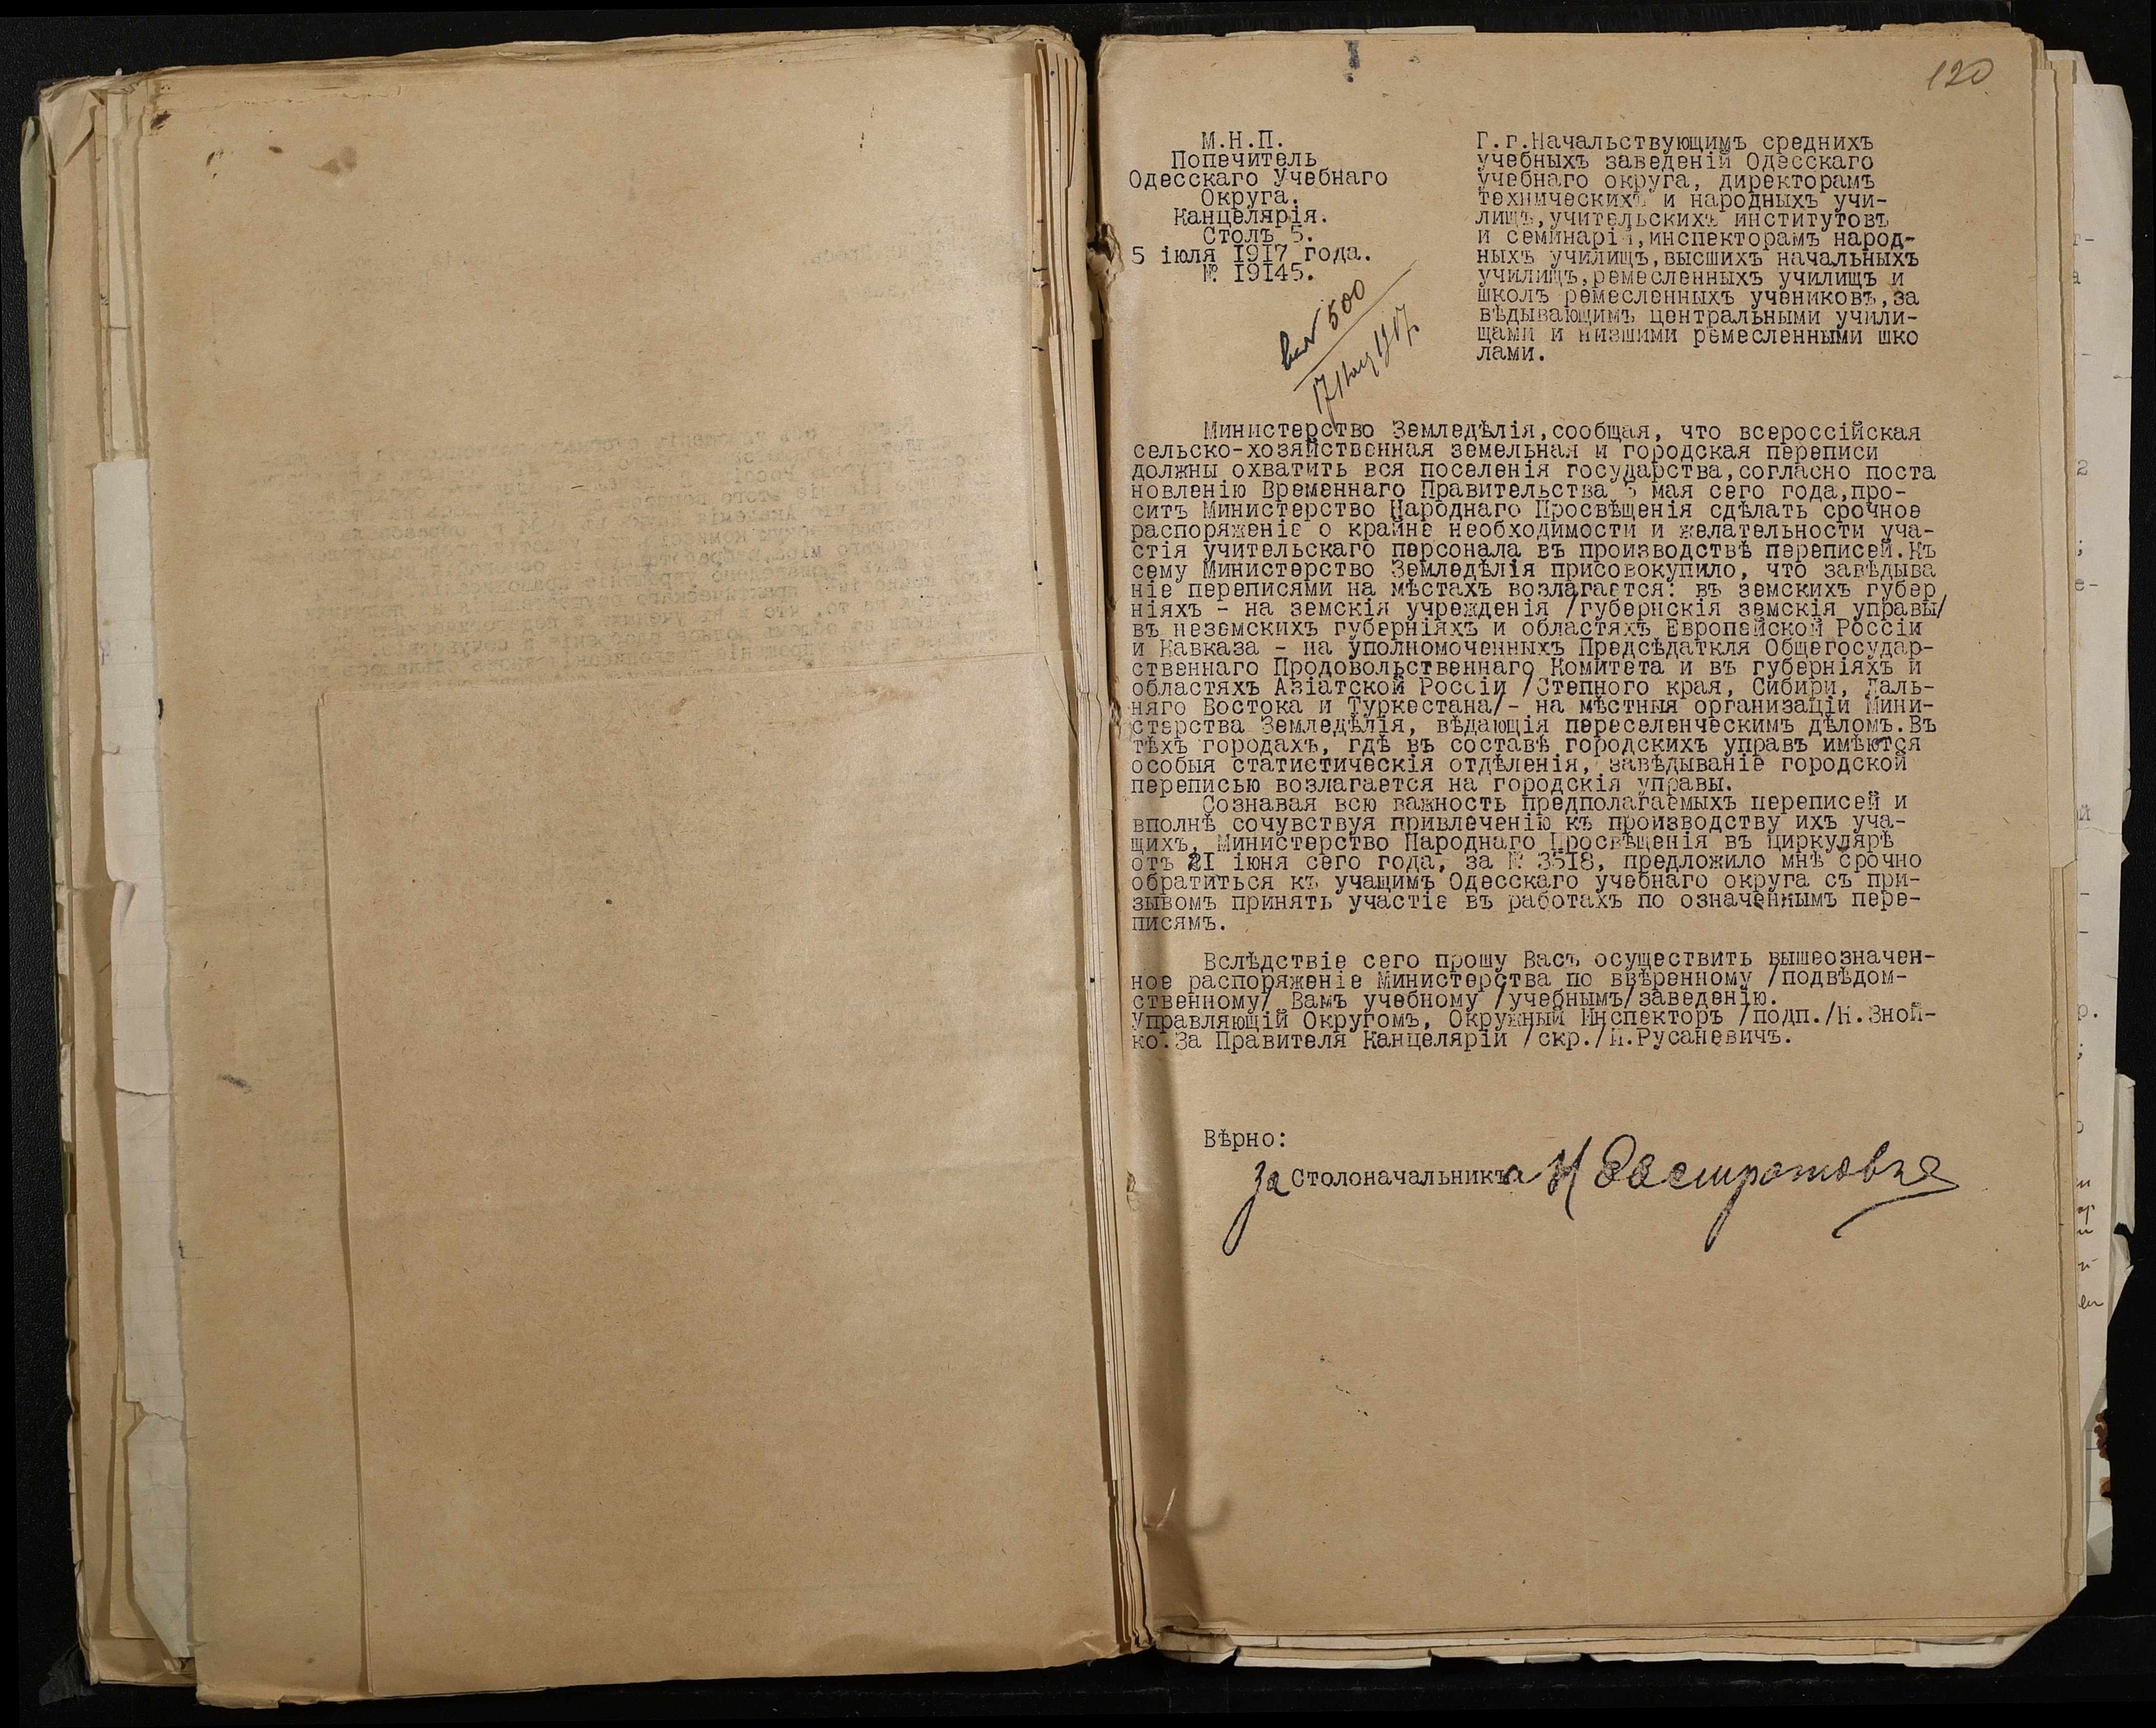 120
М.Н.П.
Попечитель
Одесскаго Учебнаго
Округа.
Канцелярія.
Столъ 5.
5 іюля 1917 года.
№ 19145.
500
Г.г.Начальствующимъ среднихъ
учебныхъ заведеній Одесскаго
учебнаго округа, директорамъ
техническихъ и народныхъ учи-
лищъ,учительскихъ институтовъ
и семинарій,инспекторамъ народ-
ныхъ училищъ,высшихъ начальныхъ
училищъ,ремесленныхъ училищъ и
школъ ремесленныхъ учениковъ,за
вѣдывающимъ центральными учили-
щами и низшими ремесленными шко
лами.
Министерство Земледѣлія,сообщая, что всероссійская
сельско-хозяйственная земельная и городская переписи
должны охватить вся поселенія государства,согласно поста
новленію Временнаго Правительства 5 мая сего года,про-
ситъ Министерство Народнаго Просвѣщенія сдѣлать срочное
распоряженіе о крайне необходимости и желательности уча-
стія учительскаго персонала въ производствѣ переписей.Къ
сему Министерство Земледѣлія присовокупило, что завѣдыва
ніе переписями на мѣстахъ возлагается: въ земскихъ губер
ніяхъ - на земскія учрежденія /губернскія земскія управы/
въ неземскихъ губерніяхъ и областяхъ Европейской Россіи
и Кавказа - на уполномоченныхъ Предсѣдаткля Общегосудар-
ственнаго Продовольственнаго Комитета и въ губерніяхъ и
областяхъ Азіатской Россіи /Степного края, Сибири, Даль-
няго Востока и Туркестана/- на мѣстныя организаціи Мини-
стерства Земледѣлія, вѣдающія переселенческимъ дѣломъ.Въ
тѣхъ городахъ, гдѣ въ составѣ городскихъ управъ имѣются
особыя статистическія отдѣленія, завѣдываніе городской
переписью возлагается на городскія управы.
Сознавая всю важность предполагаемыхъ переписей и
вполнѣ сочувствуя привлеченію къ производству ихъ уча-
щихъ, Министерство Народнаго Просвѣщенія въ циркулярѣ
отъ 21 іюня сего года, за № 3518, предложило мнѣ срочно
обратиться къ учащимъ Одесскаго учебнаго округа съ при-
зывомъ принять участіе въ работахъ по означеннымъ пере-
писямъ.
Вслѣдствіе сего прошу Васъ осуществить вышеозначен-
ное распоряженіе Министерства по ввѣренному /подвѣдом-
ственному/ Вамъ учебному /учебнымъ/заведенію.
Управляющій Округомъ, Окружный Инспекторъ /подп./К.Зной-
ко.За Правителя Канцеляріи /скр./И.Русаневичъ.
Вѣрно:
За Столоначальника